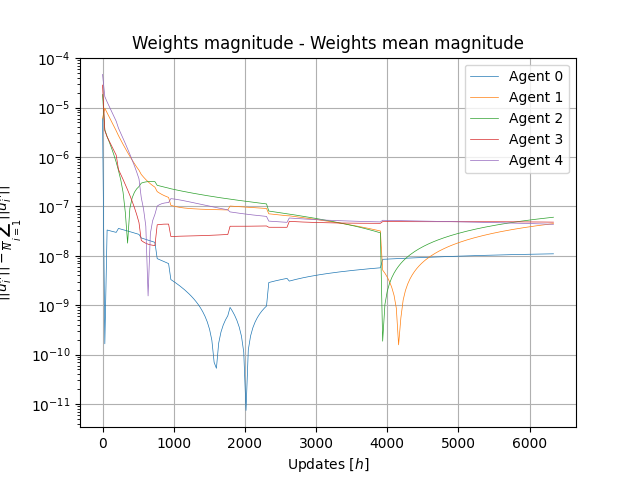 Weights magnitude - Weights mean magnitude
10⁻⁴
10⁻⁵
10⁻⁶
10⁻⁷
10⁻⁸
10⁻⁹
10⁻¹⁰
10⁻¹¹
Agent 0
Agent 1
Agent 2
Agent 3
Agent 4
0 1000 2000 3000 4000 5000 6000
Updates [h]